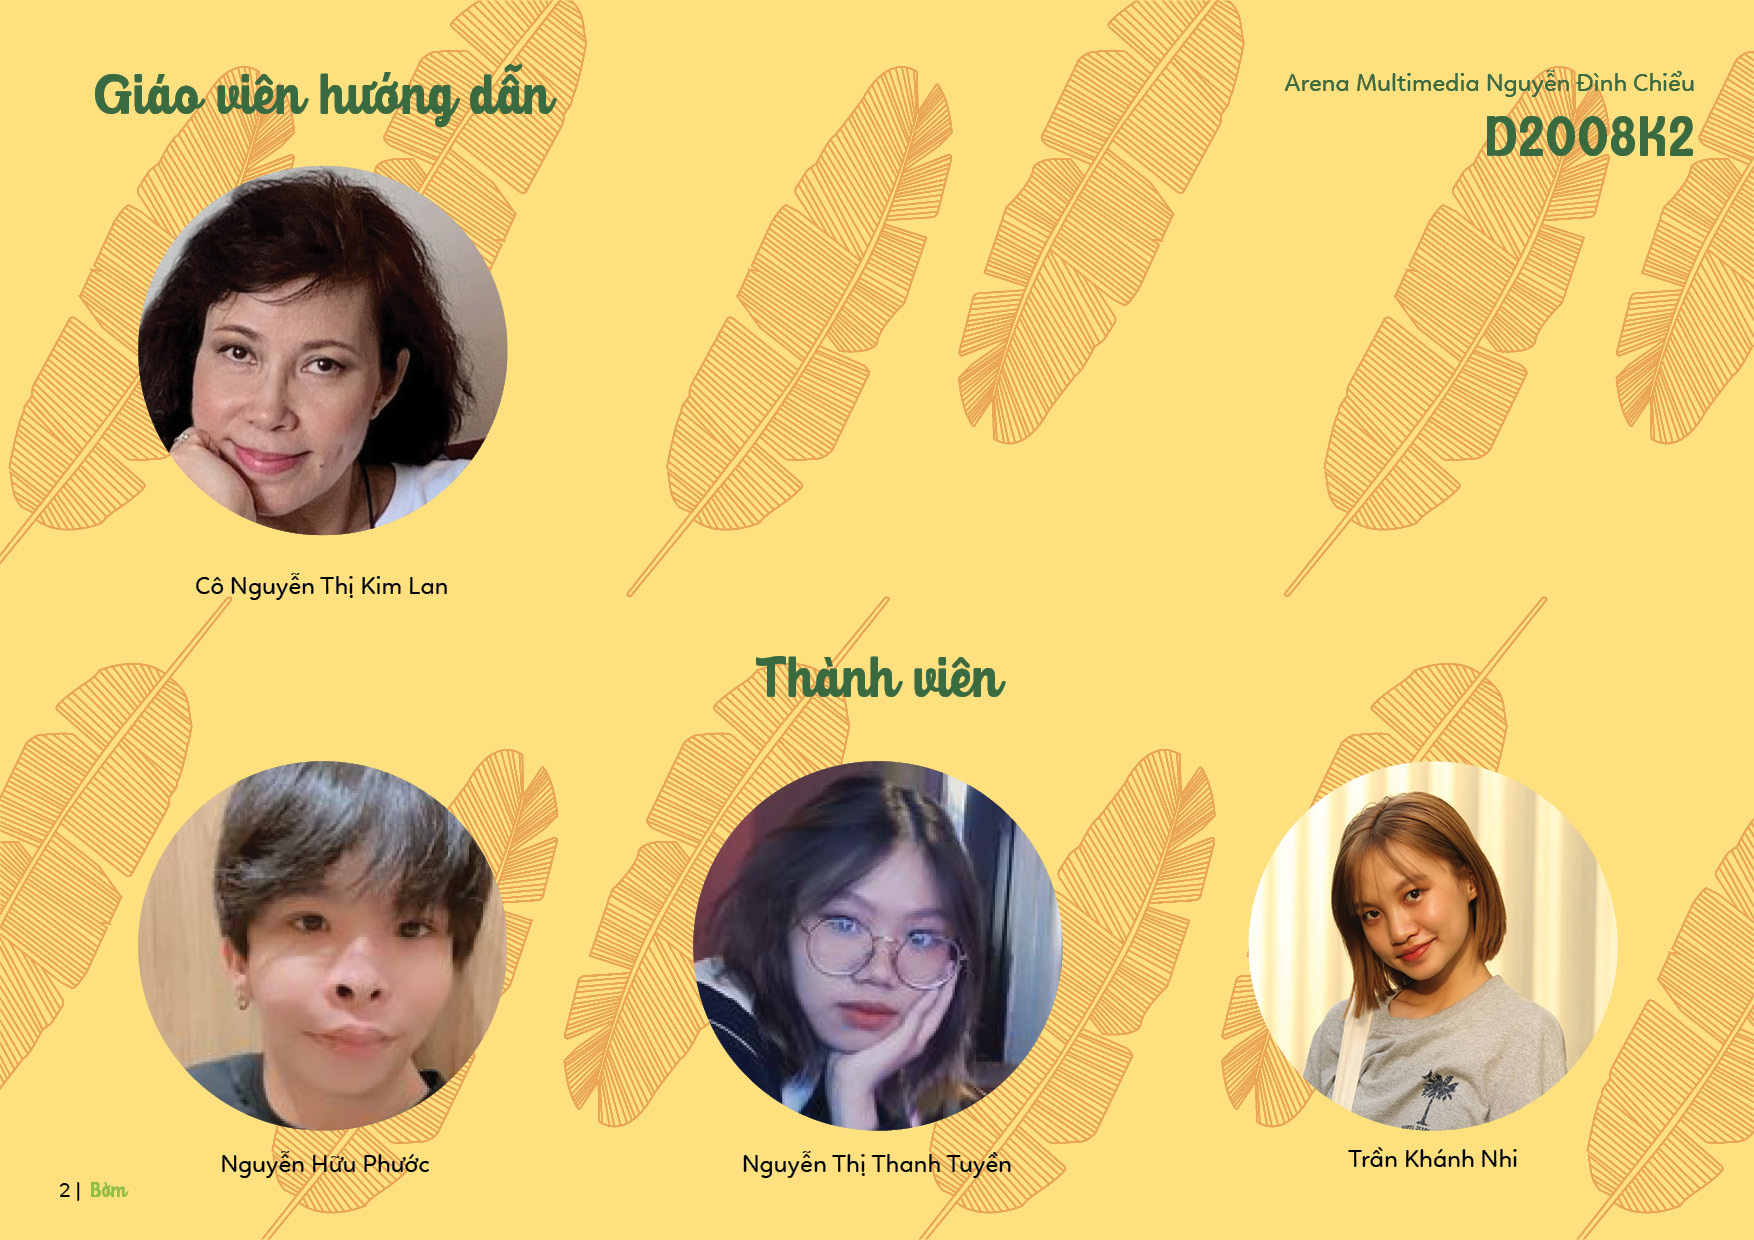 Giáo viên hướng dẫn
Arena Multimedia Nguyễn Đình Chiểu
D2008K2
Cô Nguyễn Thị Kim Lan
Thành viên
Nguyễn Hữu Phước
Nguyễn Thị Thanh Tuyền
Trần Khánh Nhi
2 | Bờm